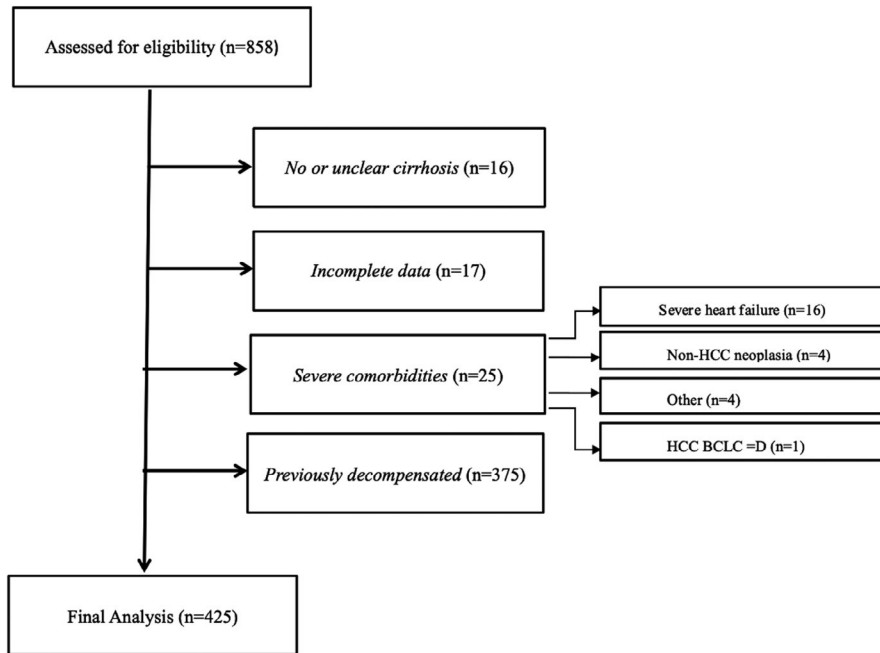 Assessed for eligibility (n=858)
No or unclear cirrhosis (n=16)
Incomplete data (n=17)
Severe comorbidities (n=25)
Severe heart failure (n=16)
Non-HCC neoplasia (n=4)
Other (n=4)
HCC BCLC =D (n=1)
Previously decompensated (n=375)
Final Analysis (n=425)